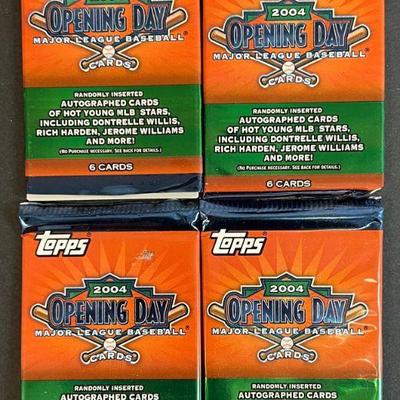 2004
OPENING DAY
MAJOR LEAGUE BASEBALL®
CARDS
RANDOMLY INSERTED
AUTOGRAPHED CARDS
OF HOT YOUNG MLB® STARS,
INCLUDING DONTRELLE WILLIS,
RICH HARDEN, JEROME WILLIAMS
AND MORE!
(NO PURCHASE NECESSARY. SEE BACK FOR DETAILS.)
6 CARDS
2004
OPENING DAY
MAJOR LEAGUE BASEBALL®
CARDS
RANDOMLY INSERTED
AUTOGRAPHED CARDS
OF HOT YOUNG MLB® STARS,
INCLUDING DONTRELLE WILLIS,
RICH HARDEN, JEROME WILLIAMS
AND MORE!
(NO PURCHASE NECESSARY. SEE BACK FOR DETAILS.)
6 CARDS
Topps
2004
OPENING DAY
MAJOR LEAGUE BASEBALL®
CARDS
RANDOMLY INSERTED
AUTOGRAPHED CARDS
Topps
2004
OPENING DAY
MAJOR LEAGUE BASEBALL®
CARDS
RANDOMLY INSERTED
AUTOGRAPHED CARDS